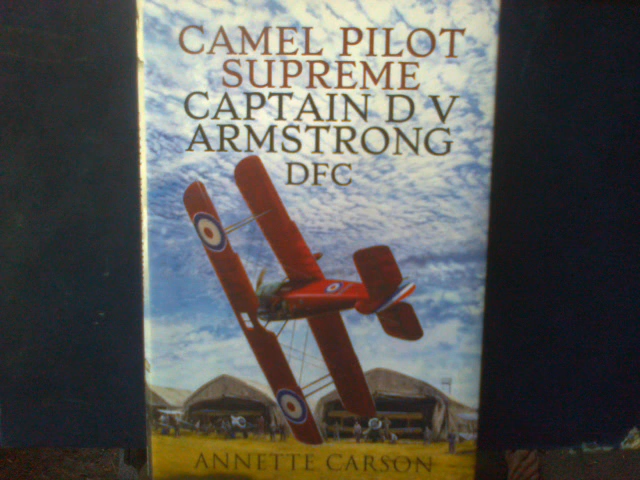 CAMEL PILOT
SUPREME
CAPTAIN D V
ARMSTRONG
DFC
ANNETTE CARSON